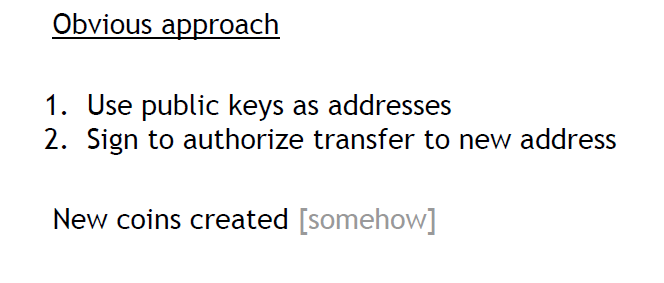 Obvious approach
1. Use public keys as addresses
2. Sign to authorize transfer to new address
New coins created [somehow]